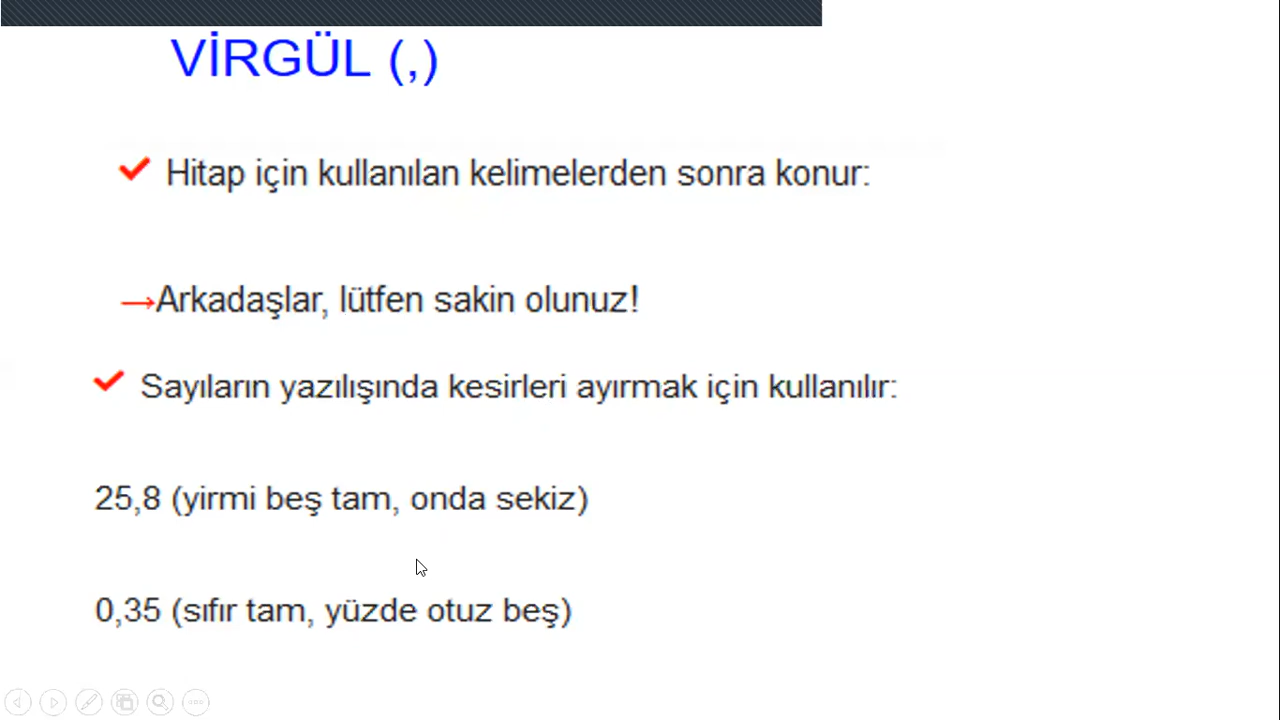 VİRGÜL (,)
Hitap için kullanılan kelimelerden sonra konur:
→Arkadaşlar, lütfen sakin olunuz!
Sayıların yazılışında kesirleri ayırmak için kullanılır:
25,8 (yirmi beş tam, onda sekiz)
0,35 (sıfır tam, yüzde otuz beş)